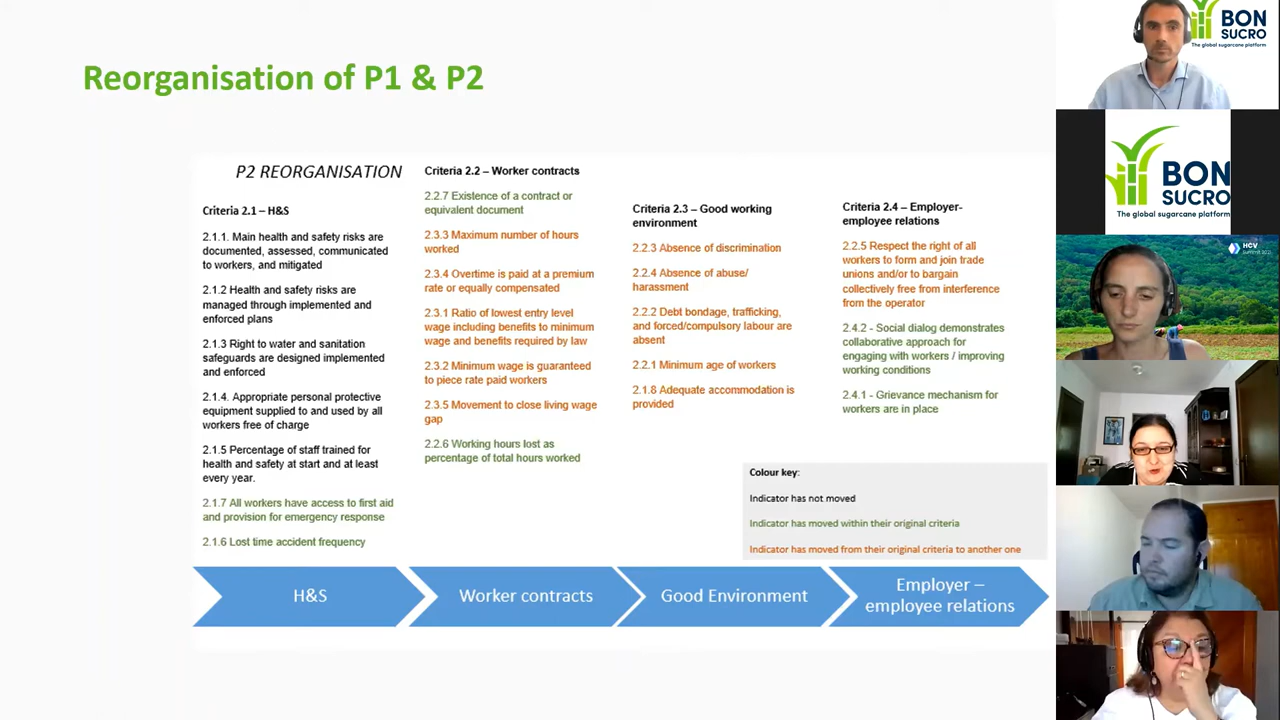 Reorganisation of P1 & P2
P2 REORGANISATION
Criteria 2.1 – H&S
2.1.1. Main health and safety risks are
documented, assessed, communicated
to workers, and mitigated
2.1.2 Health and safety risks are
managed through implemented and
enforced plans
2.1.3 Right to water and sanitation
safeguards are designed implemented
and enforced
2.1.4. Appropriate personal protective
equipment supplied to and used by all
workers free of charge
2.1.5 Percentage of staff trained for
health and safety at start and at least
every year.
2.1.7 All workers have access to first aid
and provision for emergency response
2.1.6 Lost time accident frequency
Criteria 2.2 – Worker contracts
2.2.7 Existence of a contract or
equivalent document
2.3.3 Maximum number of hours
worked
2.3.4 Overtime is paid at a premium
rate or equally compensated
2.3.1 Ratio of lowest entry level
wage including benefits to minimum
wage and benefits required by law
2.3.2 Minimum wage is guaranteed
to piece rate paid workers
2.3.5 Movement to close living wage
gap
2.2.6 Working hours lost as
percentage of total hours worked
Criteria 2.3 – Good working
environment
2.2.3 Absence of discrimination
2.2.4 Absence of abuse/
harassment
2.2.2 Debt bondage, trafficking,
and forced/compulsory labour are
absent
2.2.1 Minimum age of workers
2.1.8 Adequate accommodation is
provided
Criteria 2.4 – Employer-
employee relations
2.2.5 Respect the right of all
workers to form and join trade
unions and/or to bargain
collectively free from interference
from the operator
2.4.2 - Social dialog demonstrates
collaborative approach for
engaging with workers / improving
working conditions
2.4.1 - Grievance mechanism for
workers are in place
Colour key:
Indicator has not moved
Indicator has moved within their original criteria
Indicator has moved from their original criteria to another one
H&S
Worker contracts
Good Environment
Employer –
employee relations
BON
SUCRO
The global sugarcane platform
BON
SUCRO
The global sugarcane platform
HCV
Summit 2021